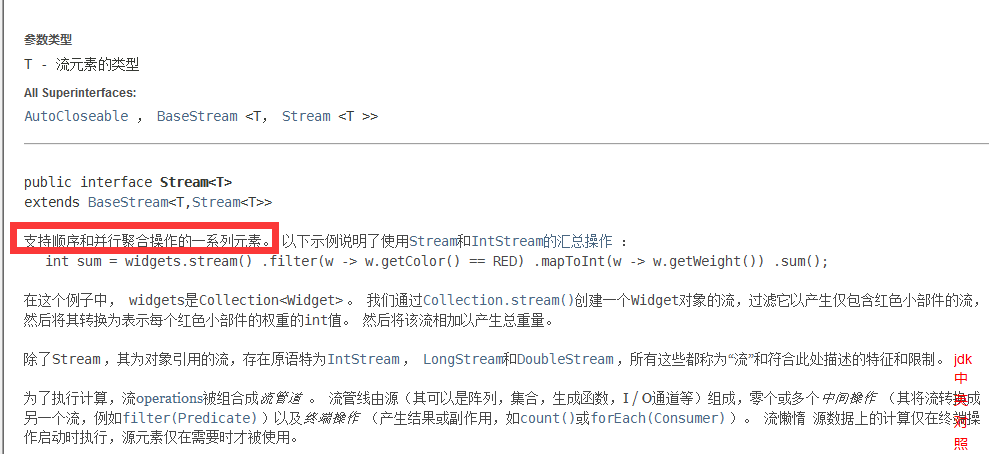 参数类型
T - 流元素的类型
All Superinterfaces:
AutoCloseable ， BaseStream <T， Stream <T >>
public interface Stream<T>
extends BaseStream<T,Stream<T>>
支持顺序和并行聚合操作的一系列元素。 以下示例说明了使用Stream和IntStream的汇总操作 ：
int sum = widgets.stream() .filter(w -> w.getColor() == RED) .mapToInt(w -> w.getWeight()) .sum();
在这个例子中， widgets是Collection<Widget> 。 我们通过Collection.stream()创建一个Widget对象的流，过滤它以产生仅包含红色小部件的流，
然后将其转换为表示每个红色小部件的权重的int值。 然后将该流相加以产生总重量。
除了Stream ，其为对象引用的流，存在原语特为IntStream ， LongStream和DoubleStream ，所有这些都称为“流”和符合此处描述的特征和限制。
为了执行计算，流operations被组合成流管道 。 流管线由源（其可以是阵列，集合，生成函数，I / O通道等）组成，零个或多个中间操作 （其将流转换成
另一个流，例如filter(Predicate) ）以及终端操作 （产生结果或副作用，如count()或forEach(Consumer) ）。 流懒惰 源数据上的计算仅在终端操
作启动时执行，源元素仅在需要时才被使用。
jdk
中
英
对
照